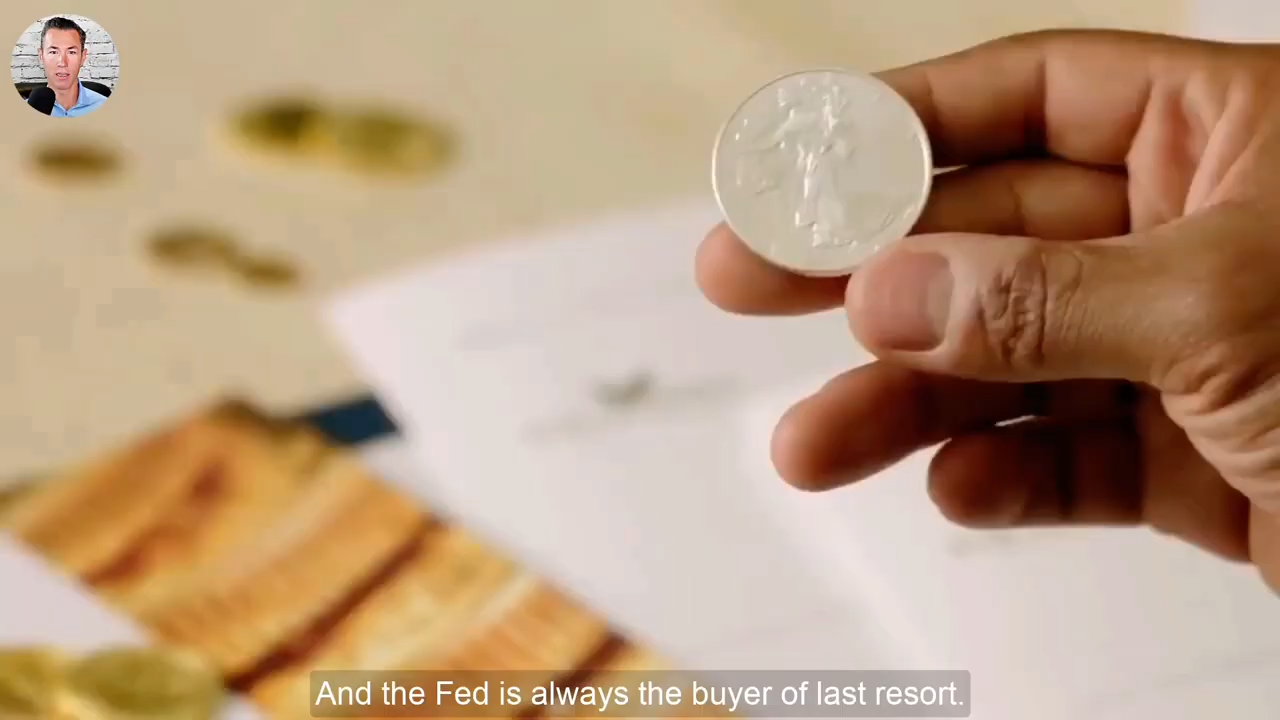 And the Fed is always the buyer of last resort.